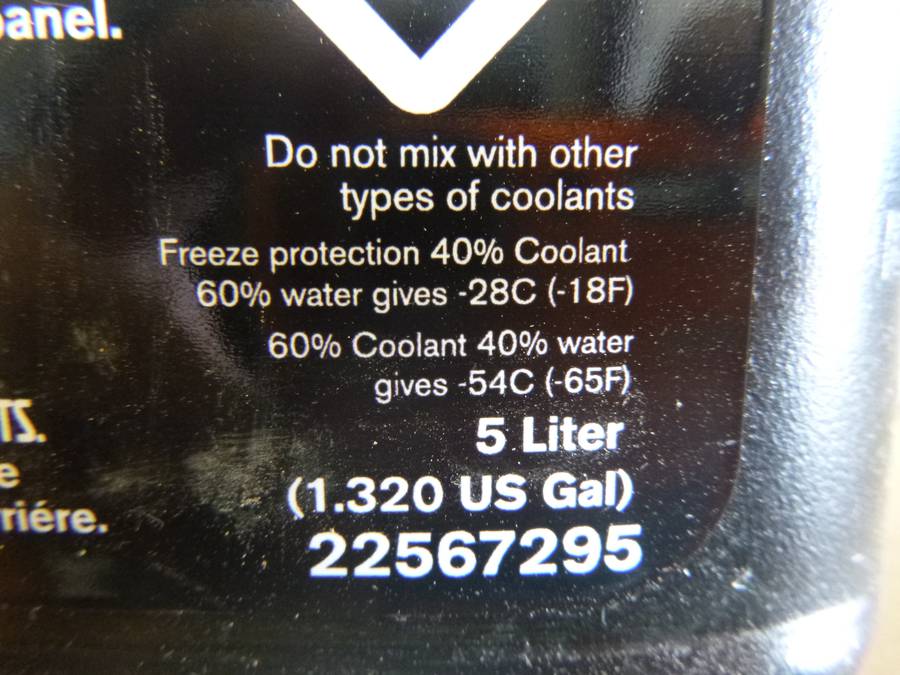 panel.
Do not mix with other
types of coolants
Freeze protection 40% Coolant
60% water gives -28C (-18F)
60% Coolant 40% water
gives -54C (-65F)
TS.
e
riére.
5 Liter
(1.320 US Gal)
22567295